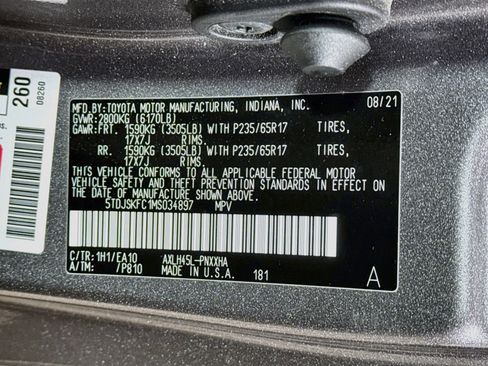 260
08260
MFD. BY:TOYOTA MOTOR MANUFACTURING, INDIANA, INC. 08/21
GVWR:2800KG (6170LB)
GAWR:FRT. 1590KG (3505LB) WITH P235/65R17 TIRES,
17X7J RIMS.
RR. 1590KG (3505LB) WITH P235/65R17 TIRES,
17X7J RIMS.
THIS VEHICLE CONFORMS TO ALL APPLICABLE FEDERAL MOTOR
VEHICLE SAFETY AND THEFT PREVENTION STANDARDS IN EFFECT ON THE
DATE OF MANUFACTURE SHOWN ABOVE.
5TDJSKFC1MS034897 MPV
C/TR:1H1/EA10 AXLH45L-PNXXHA
A/TM: /P810 MADE IN U.S.A. 181 A